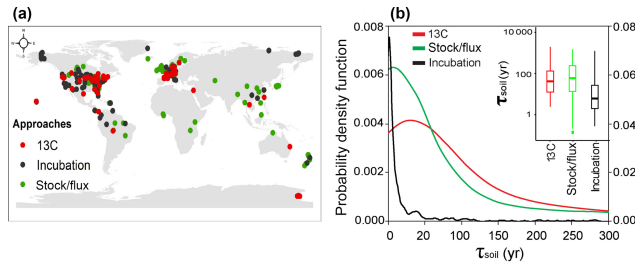 (a)
N
W E
S
Approaches
13C
Incubation
Stock/flux
(b)
Probability density function
0.008
0.006
0.004
0.002
0.000
13C
Stock/flux
Incubation
0 20 120 100 150 200 250 300
τsoil (yr)
0.08
0.06
0.04
0.02
0.00
τsoil (yr)
10 000
100
1
13C
Stock/flux
Incubation